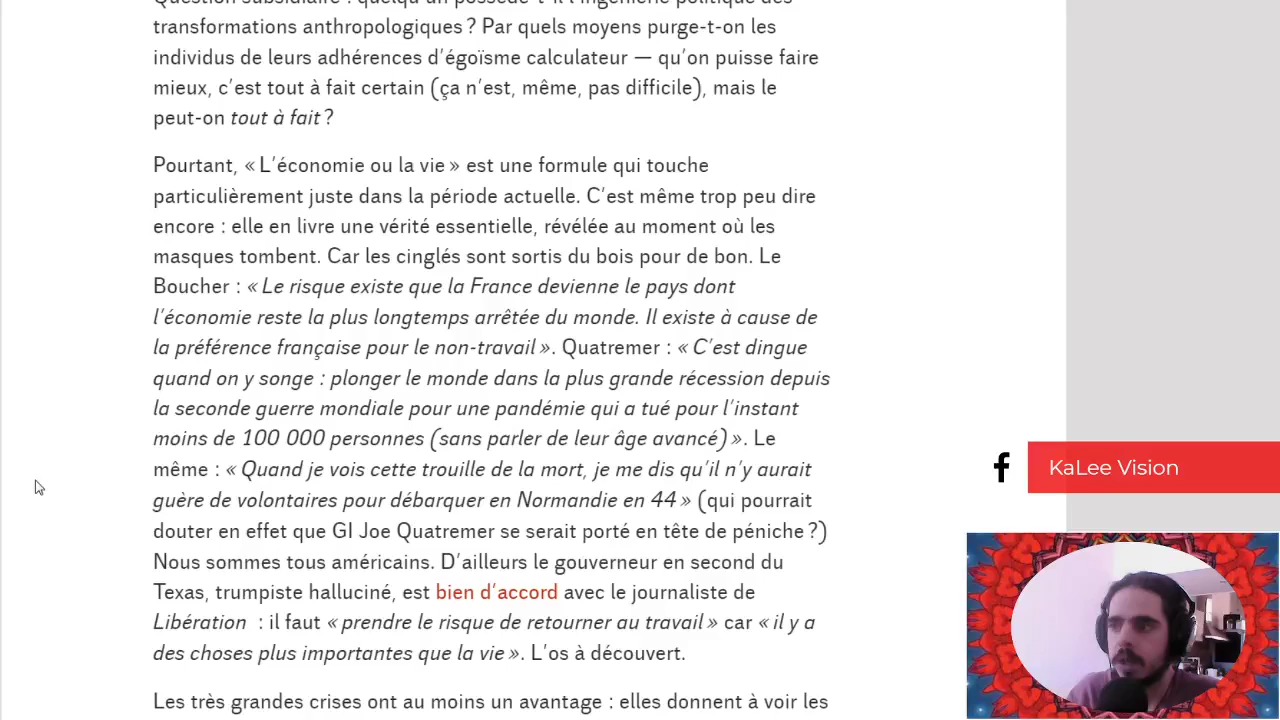 Question subsidiaire : quelqu'un possède-t-il l'ingénierie politique des
transformations anthropologiques ? Par quels moyens purge-t-on les
individus de leurs adhérences d'égoïsme calculateur — qu'on puisse faire
mieux, c'est tout à fait certain (ça n'est, même, pas difficile), mais le
peut-on tout à fait ?
Pourtant, « L'économie ou la vie » est une formule qui touche
particulièrement juste dans la période actuelle. C'est même trop peu dire
encore : elle en livre une vérité essentielle, révélée au moment où les
masques tombent. Car les cinglés sont sortis du bois pour de bon. Le
Boucher : « Le risque existe que la France devienne le pays dont
l'économie reste la plus longtemps arrêtée du monde. Il existe à cause de
la préférence française pour le non-travail ». Quatremer : « C'est dingue
quand on y songe : plonger le monde dans la plus grande récession depuis
la seconde guerre mondiale pour une pandémie qui a tué pour l'instant
moins de 100 000 personnes (sans parler de leur âge avancé) ». Le
même : « Quand je vois cette trouille de la mort, je me dis qu'il n'y aurait
guère de volontaires pour débarquer en Normandie en 44 » (qui pourrait
douter en effet que GI Joe Quatremer se serait porté en tête de péniche ?)
Nous sommes tous américains. D'ailleurs le gouverneur en second du
Texas, trumpiste halluciné, est bien d'accord avec le journaliste de
Libération : il faut « prendre le risque de retourner au travail » car « il y a
des choses plus importantes que la vie ». L'os à découvert.
Les très grandes crises ont au moins un avantage : elles donnent à voir les
KaLee Vision